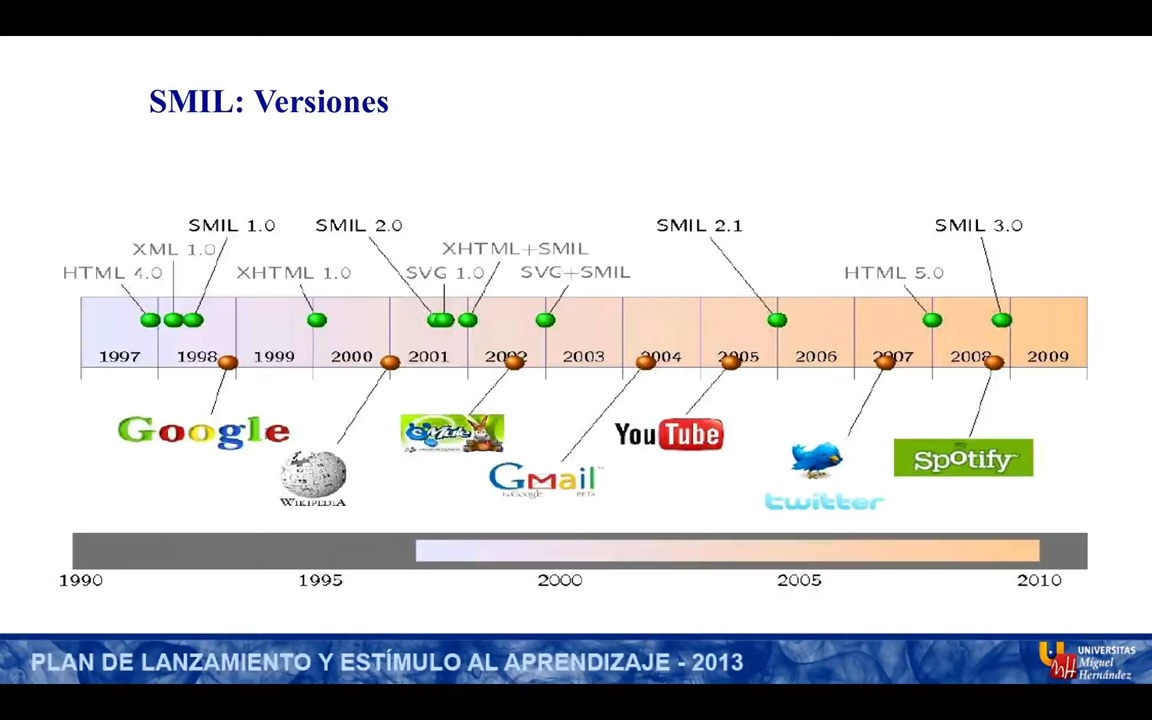 SMIL: Versiones
SMIL 1.0
SMIL 2.0
SMIL 2.1
SMIL 3.0
XML 1.0
XHTML+SMIL
HTML 4.0
XHTML 1.0
SVG 1.0
SVG+SMIL
HTML 5.0
1997 1998 1999 2000 2001 2002 2003 2004 2005 2006 2007 2008 2009
Google
WIKIPEDIA
eMule
Gmail
by Google BETA
YouTube
twitter
Spotify
1990 1995 2000 2005 2010
PLAN DE LANZAMIENTO Y ESTÍMULO AL APRENDIZAJE - 2013
UNIVERSITAS
Miguel
Hernández